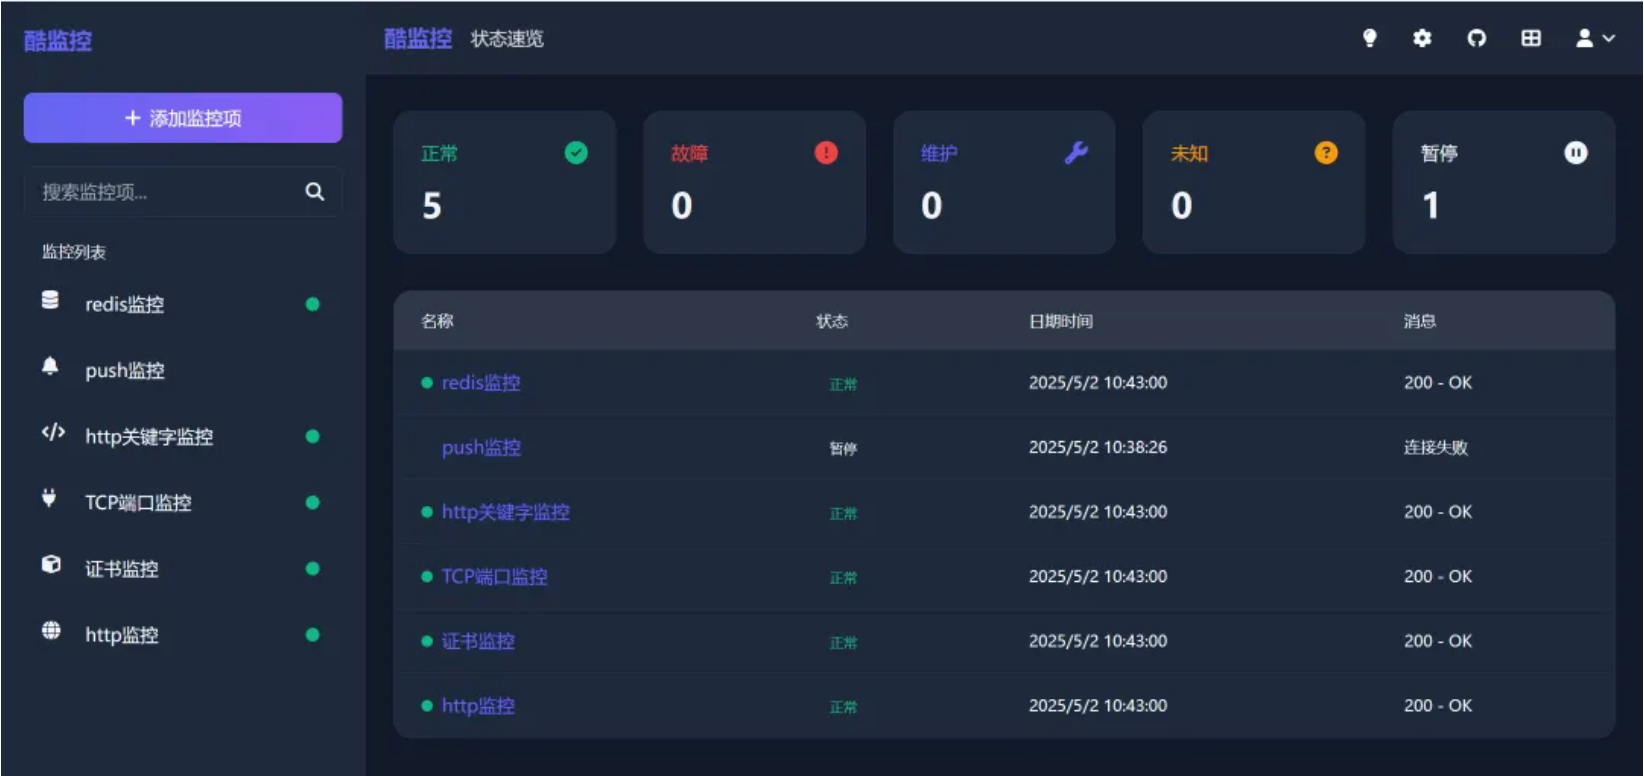 酷监控
添加监控项
搜索监控项...
监控列表
redis监控
push监控
http关键字监控
TCP端口监控
证书监控
http监控
酷监控 状态速览
正常
5
故障
0
维护
0
未知
0
暂停
1
名称 状态 日期时间 消息
redis监控 正常 2025/5/2 10:43:00 200 - OK
push监控 暂停 2025/5/2 10:38:26 连接失败
http关键字监控 正常 2025/5/2 10:43:00 200 - OK
TCP端口监控 正常 2025/5/2 10:43:00 200 - OK
证书监控 正常 2025/5/2 10:43:00 200 - OK
http监控 正常 2025/5/2 10:43:00 200 - OK